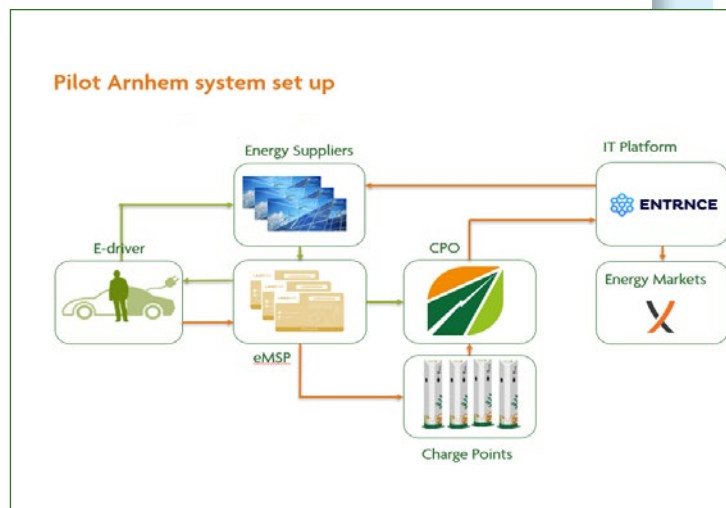 Pilot Arnhem system set up
Energy Suppliers
IT Platform
ENTRNCE
E-driver
CPO
Energy Markets
eMSP
Charge Points